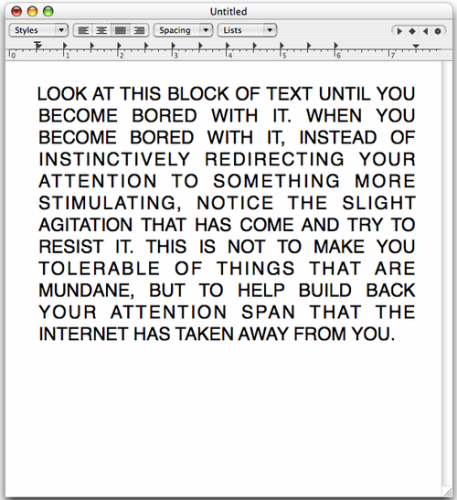 Untitled
Styles Spacing Lists
0 1 2 3 4 5 6 7
LOOK AT THIS BLOCK OF TEXT UNTIL YOU
BECOME BORED WITH IT. WHEN YOU
BECOME BORED WITH IT, INSTEAD OF
INSTINCTIVELY REDIRECTING YOUR
ATTENTION TO SOMETHING MORE
STIMULATING, NOTICE THE SLIGHT
AGITATION THAT HAS COME AND TRY TO
RESIST IT. THIS IS NOT TO MAKE YOU
TOLERABLE OF THINGS THAT ARE
MUNDANE, BUT TO HELP BUILD BACK
YOUR ATTENTION SPAN THAT THE
INTERNET HAS TAKEN AWAY FROM YOU.